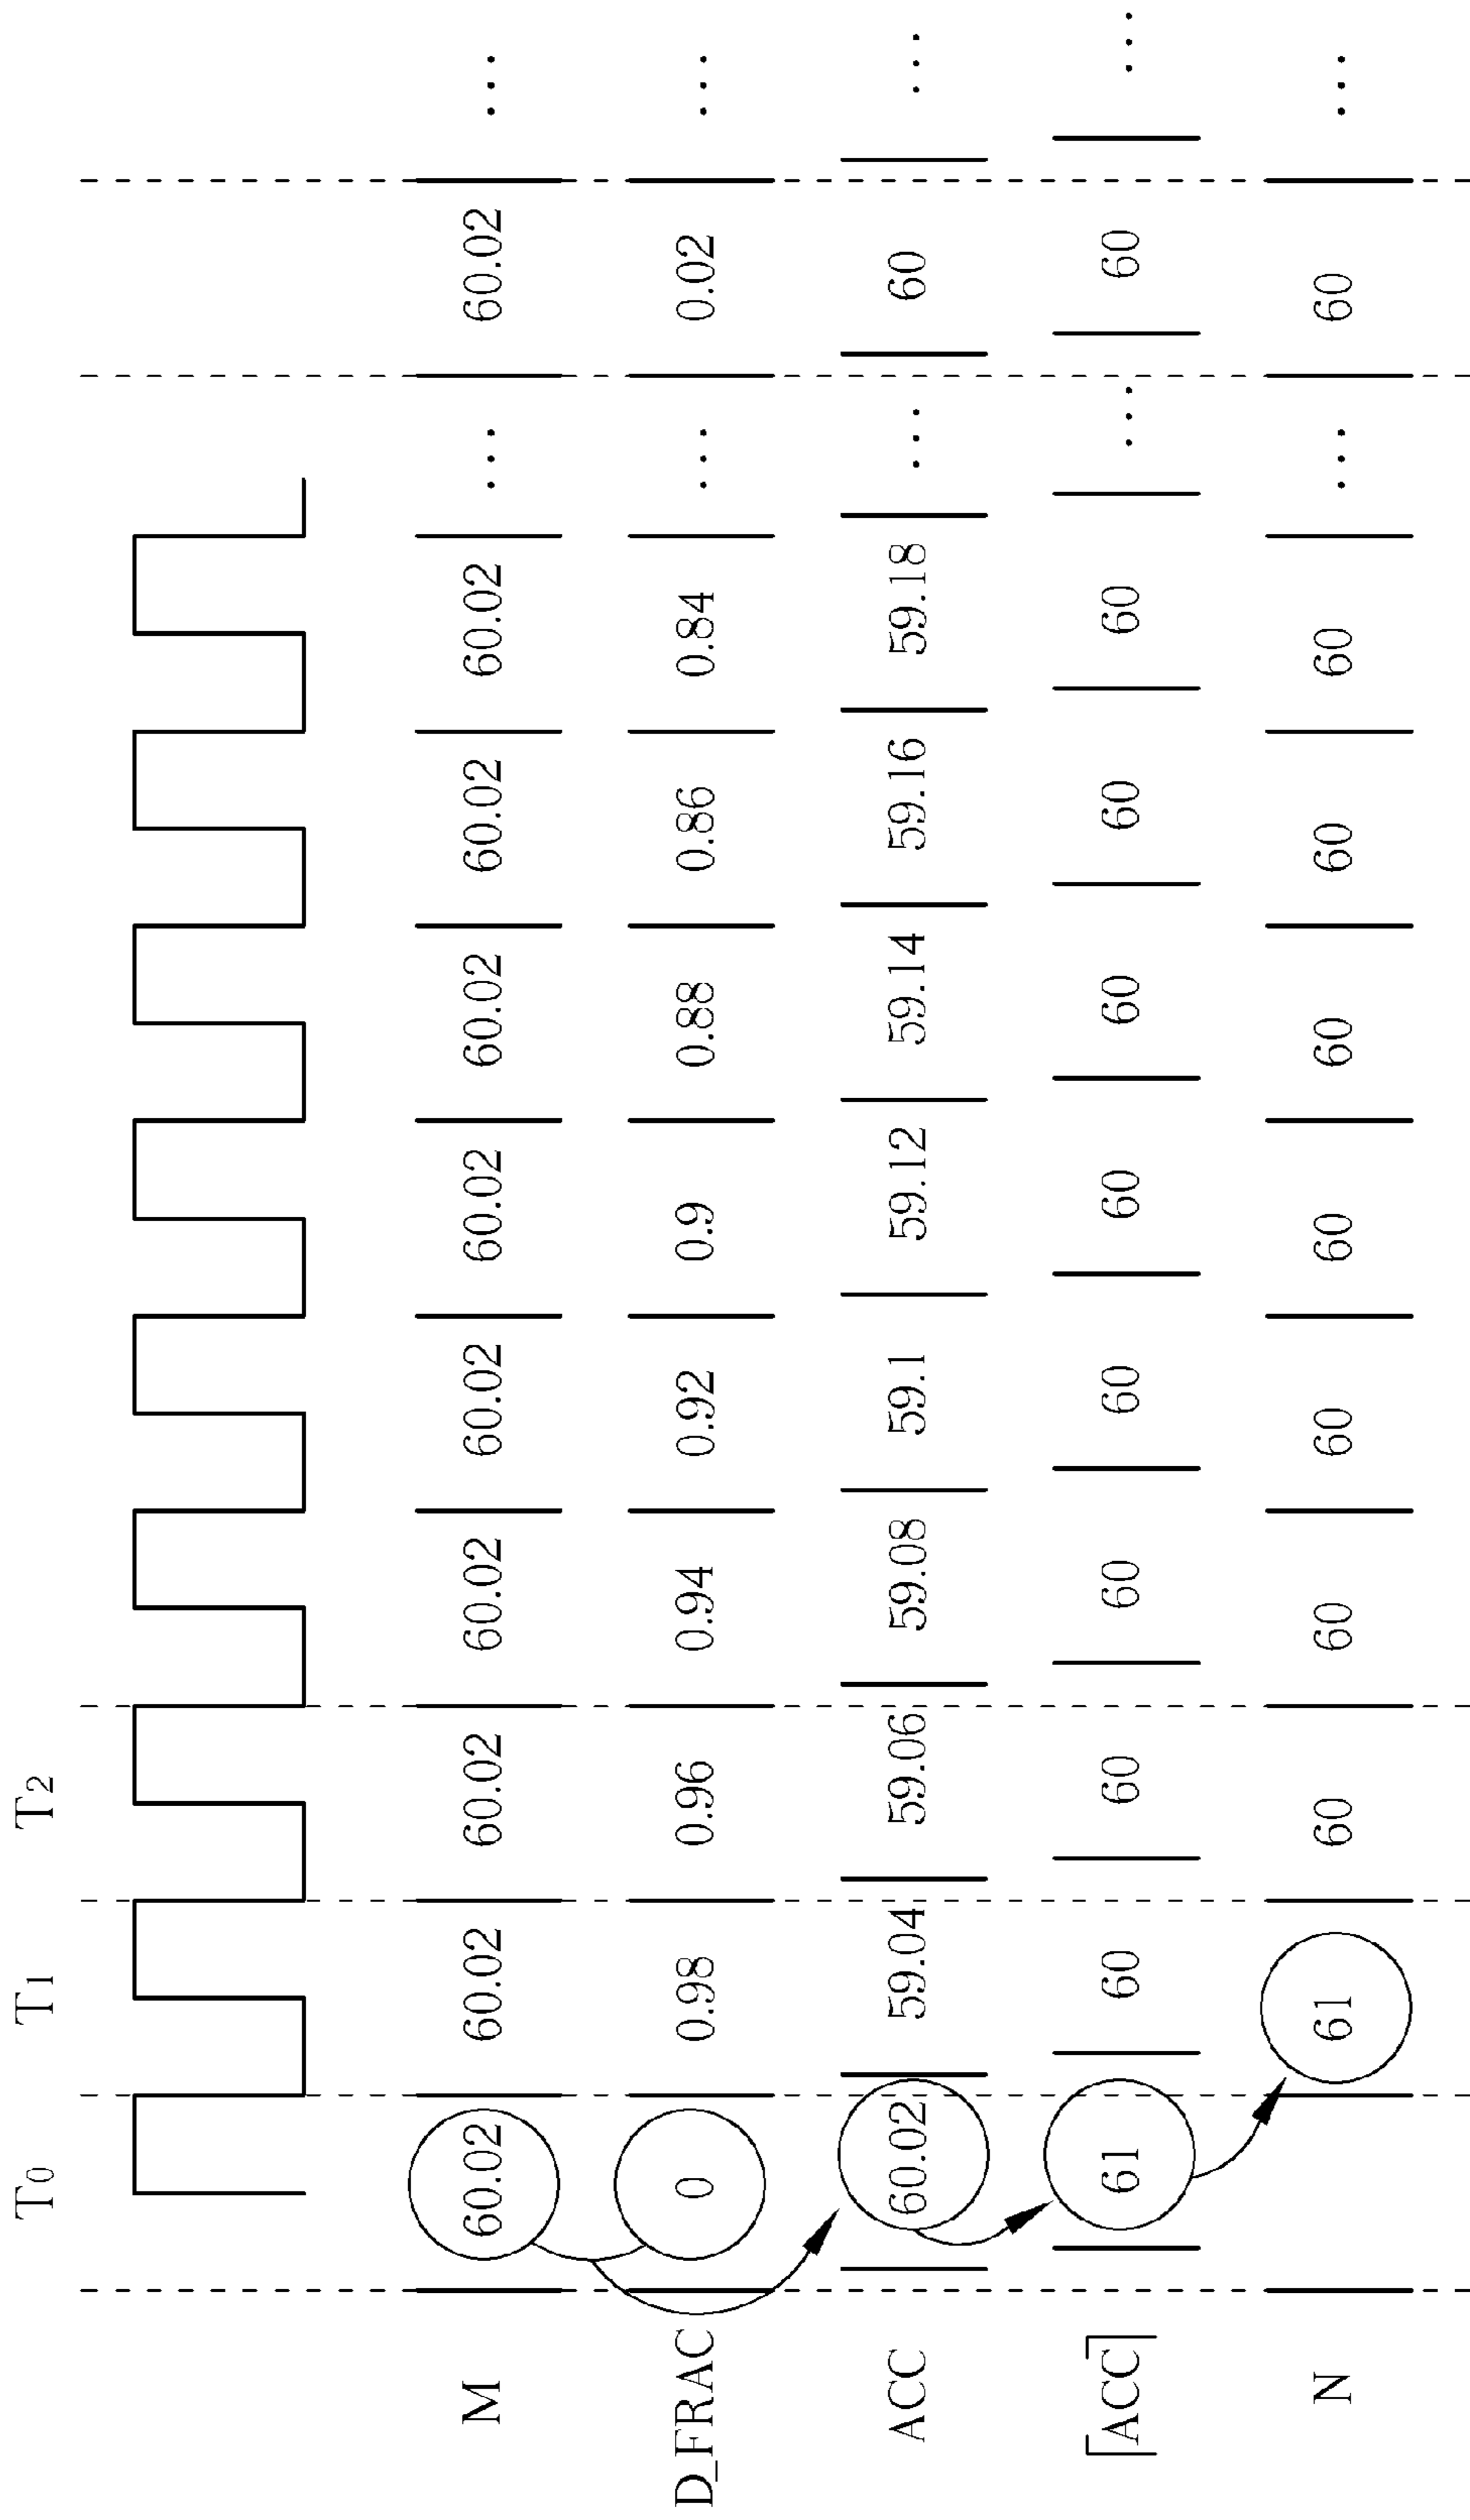 T0 T1 T2
M 60.02 60.02 60.02 60.02 60.02 60.02 60.02 60.02 60.02 ... 60.02 ...
D_FRAC 0 0.98 0.96 0.94 0.92 0.9 0.88 0.86 0.84 ... 0.02 ...
ACC 60.02 59.04 59.06 59.08 59.1 59.12 59.14 59.16 59.18 ... 60 ...
⌈ACC⌉ 61 60 60 60 60 60 60 60 60 ... 60 ...
N 61 60 60 60 60 60 60 60 ... 60 ...